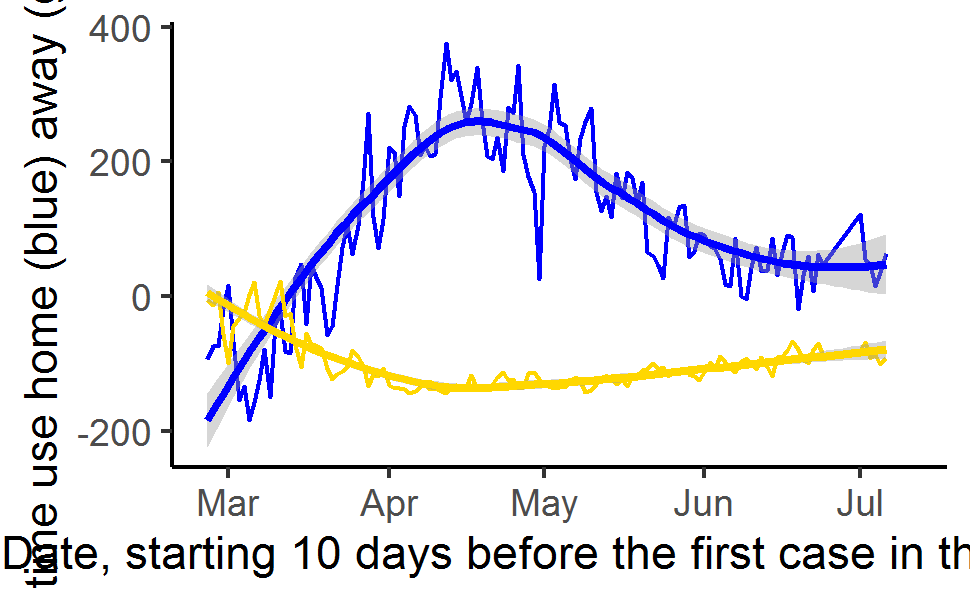 time use home (blue) away (
400
200
0
-200
Mar Apr May Jun Jul
Date, starting 10 days before the first case in th